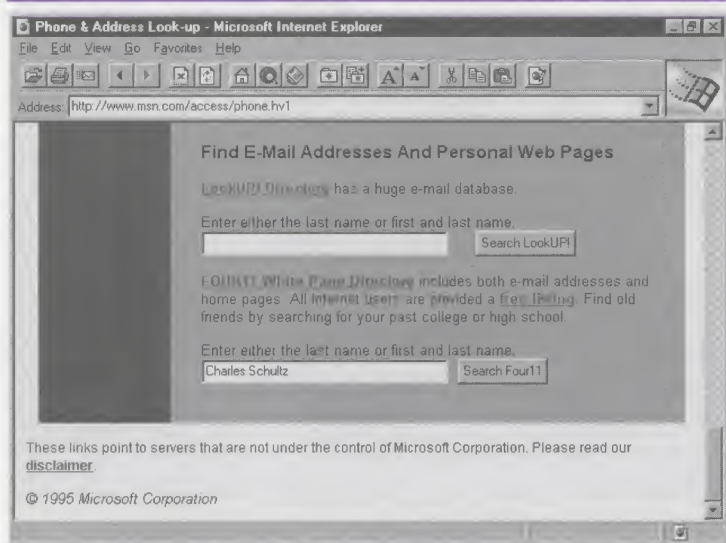 Phone & Address Look-up - Microsoft Internet Explorer
File Edit View Go Favorites Help
Address: http://www.msn.com/access/phone.hv1
Find E-Mail Addresses And Personal Web Pages
LookUP! Directory has a huge e-mail database.
Enter either the last name or first and last name.
Search LookUP!
FOUR11 White Page Directory includes both e-mail addresses and
home pages. All Internet users are provided a free listing. Find old
friends by searching for your past college or high school.
Enter either the last name or first and last name.
Charles Schultz Search Four11
These links point to servers that are not under the control of Microsoft Corporation. Please read our
disclaimer.
© 1995 Microsoft Corporation